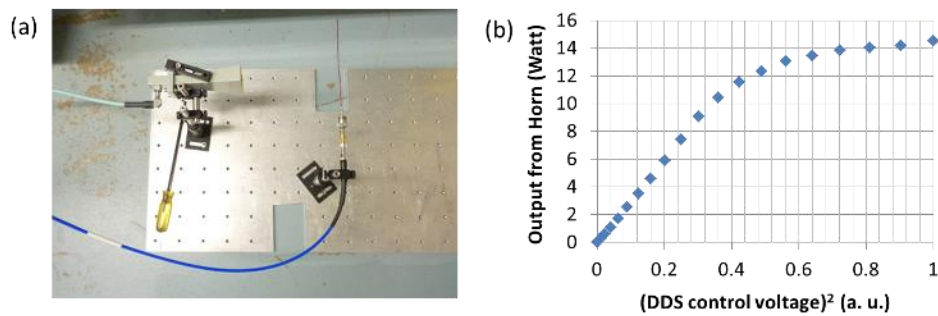 (a)
(b)
Output from Horn (Watt)
16
14
12
10
8
6
4
2
0
0 0.2 0.4 0.6 0.8 1
(DDS control voltage)² (a. u.)